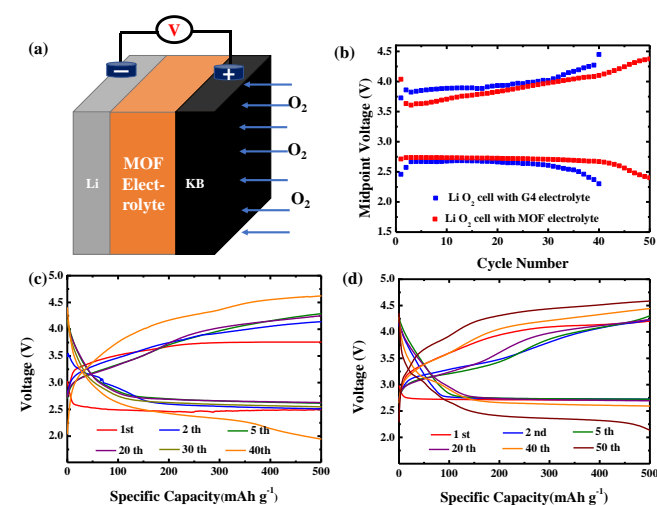 (a)
V
−
+
O2
O2
O2
Li
MOF
Elect-
rolyte
KB
(b)
4.5
4.0
3.5
3.0
2.5
2.0
1.5
0 10 20 30 40 50
Midpoint Voltage (V)
Cycle Number
Li O2 cell with G4 electrolyte
Li O2 cell with MOF electrolyte
(c)
5.0
4.5
4.0
3.5
3.0
2.5
2.0
0 100 200 300 400 500
Voltage (V)
Specific Capacity(mAh g-1)
1st 2 th 5 th
20 th 30 th 40th
(d)
5.0
4.5
4.0
3.5
3.0
2.5
2.0
0 100 200 300 400 500
Voltage (V)
Specific Capacity(mAh g-1)
1 st 2 nd 5 th
20 th 40 th 50 th